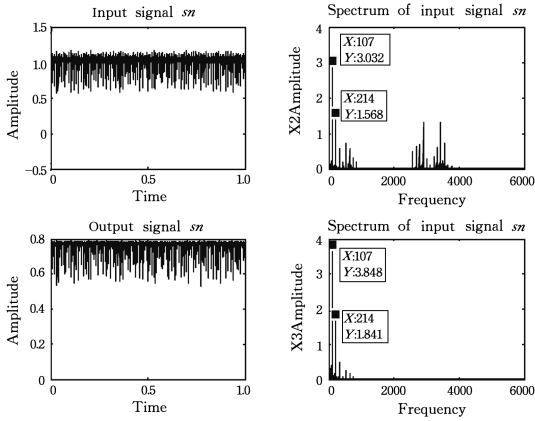 Input signal sn
Spectrum of input signal sn
1.5
1.0
0.5
0
−0.5
Amplitude
0
0.5
1.0
Time
4
3
2
1
0
X2Amplitude
X:107
Y:3.032
X:214
Y:1.568
0
2000
4000
6000
Frequency
Output signal sn
Spectrum of input signal sn
0.8
0.6
0.4
0.2
0
Amplitude
0
0.5
1.0
Time
4
3
2
1
0
X3Amplitude
X:107
Y:3.848
X:214
Y:1.841
0
2000
4000
6000
Frequency